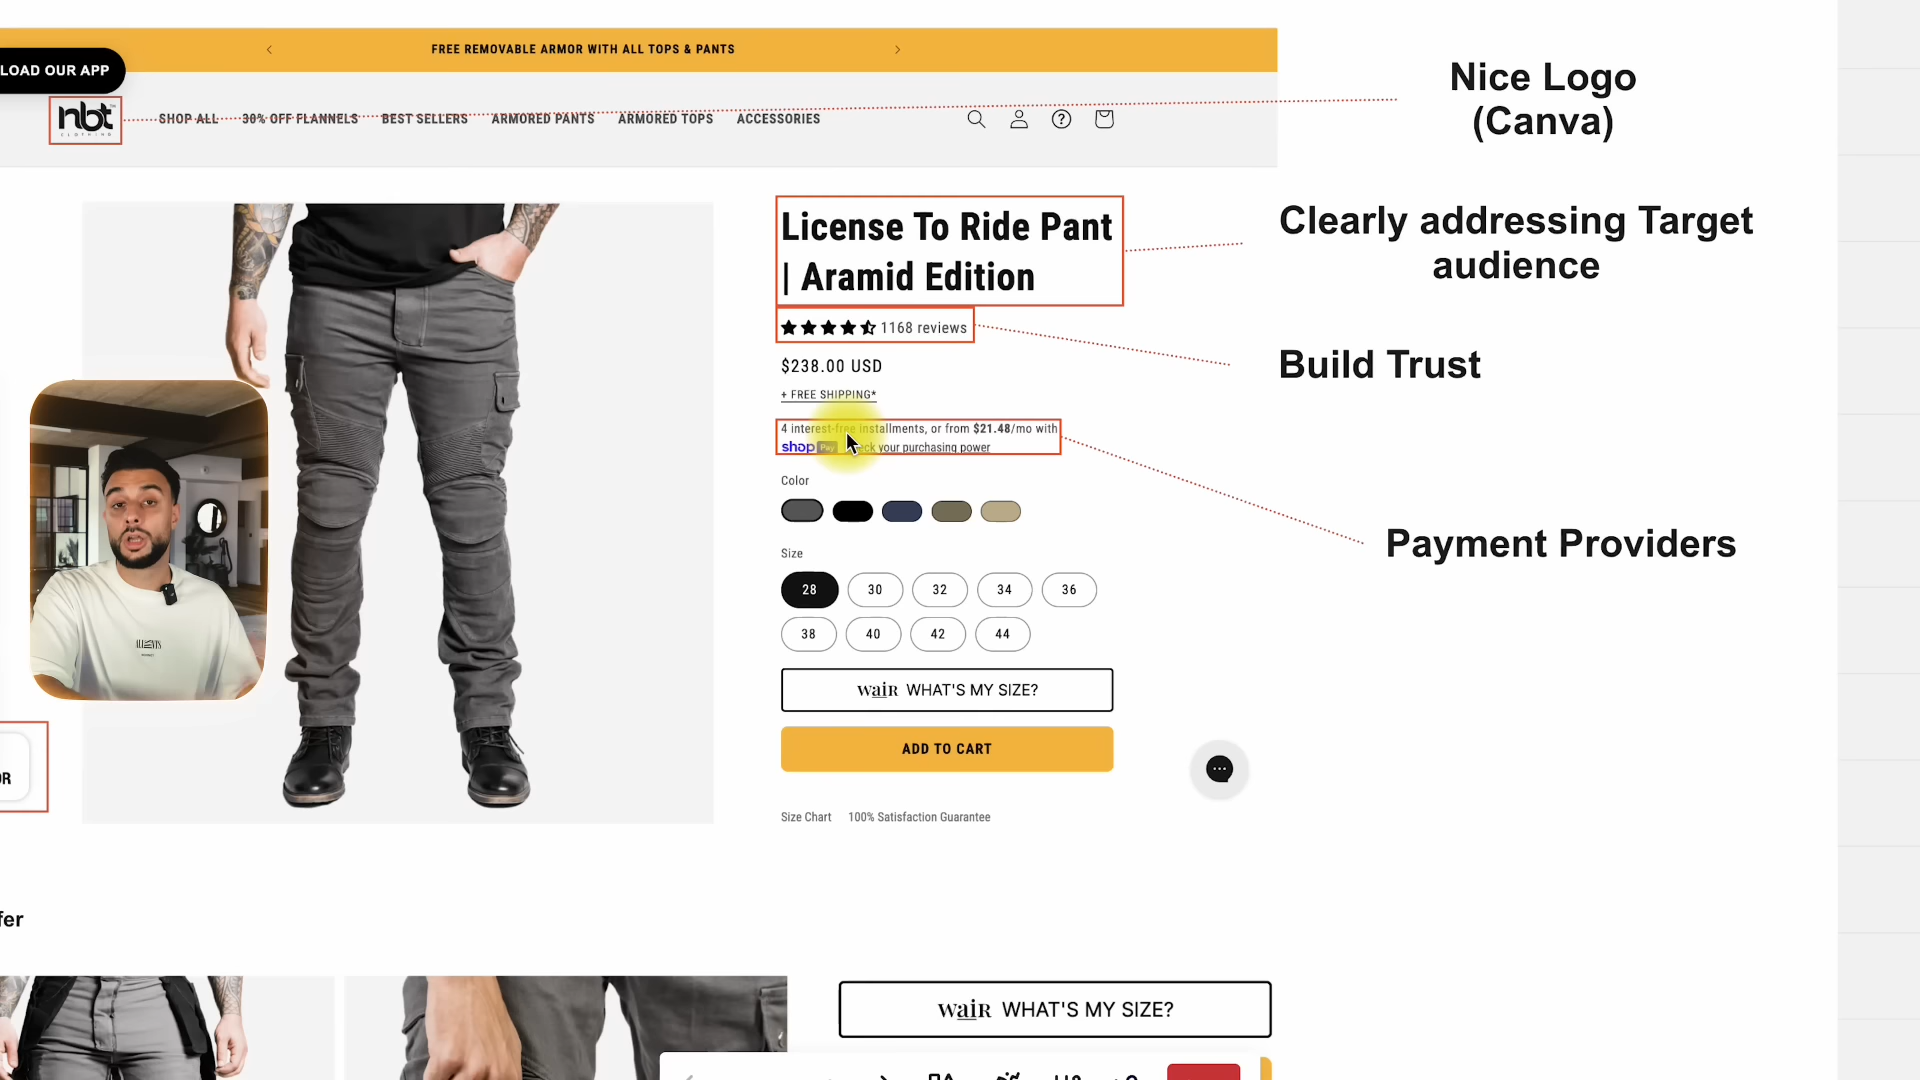 FREE REMOVABLE ARMOR WITH ALL TOPS & PANTS
LOAD OUR APP
nbt
CLOTHING
SHOP ALL
30% OFF FLANNELS
BEST SELLERS
ARMORED PANTS
ARMORED TOPS
ACCESSORIES
Nice Logo
(Canva)
License To Ride Pant
| Aramid Edition
Clearly addressing Target
audience
1168 reviews
Build Trust
$238.00 USD
+ FREE SHIPPING*
4 interest-free installments, or from $21.48/mo with
shop Pay your purchasing power
Payment Providers
Color
Size
28 30 32 34 36
38 40 42 44
waiR WHAT'S MY SIZE?
ADD TO CART
Size Chart 100% Satisfaction Guarantee
OR
fer
waiR WHAT'S MY SIZE?